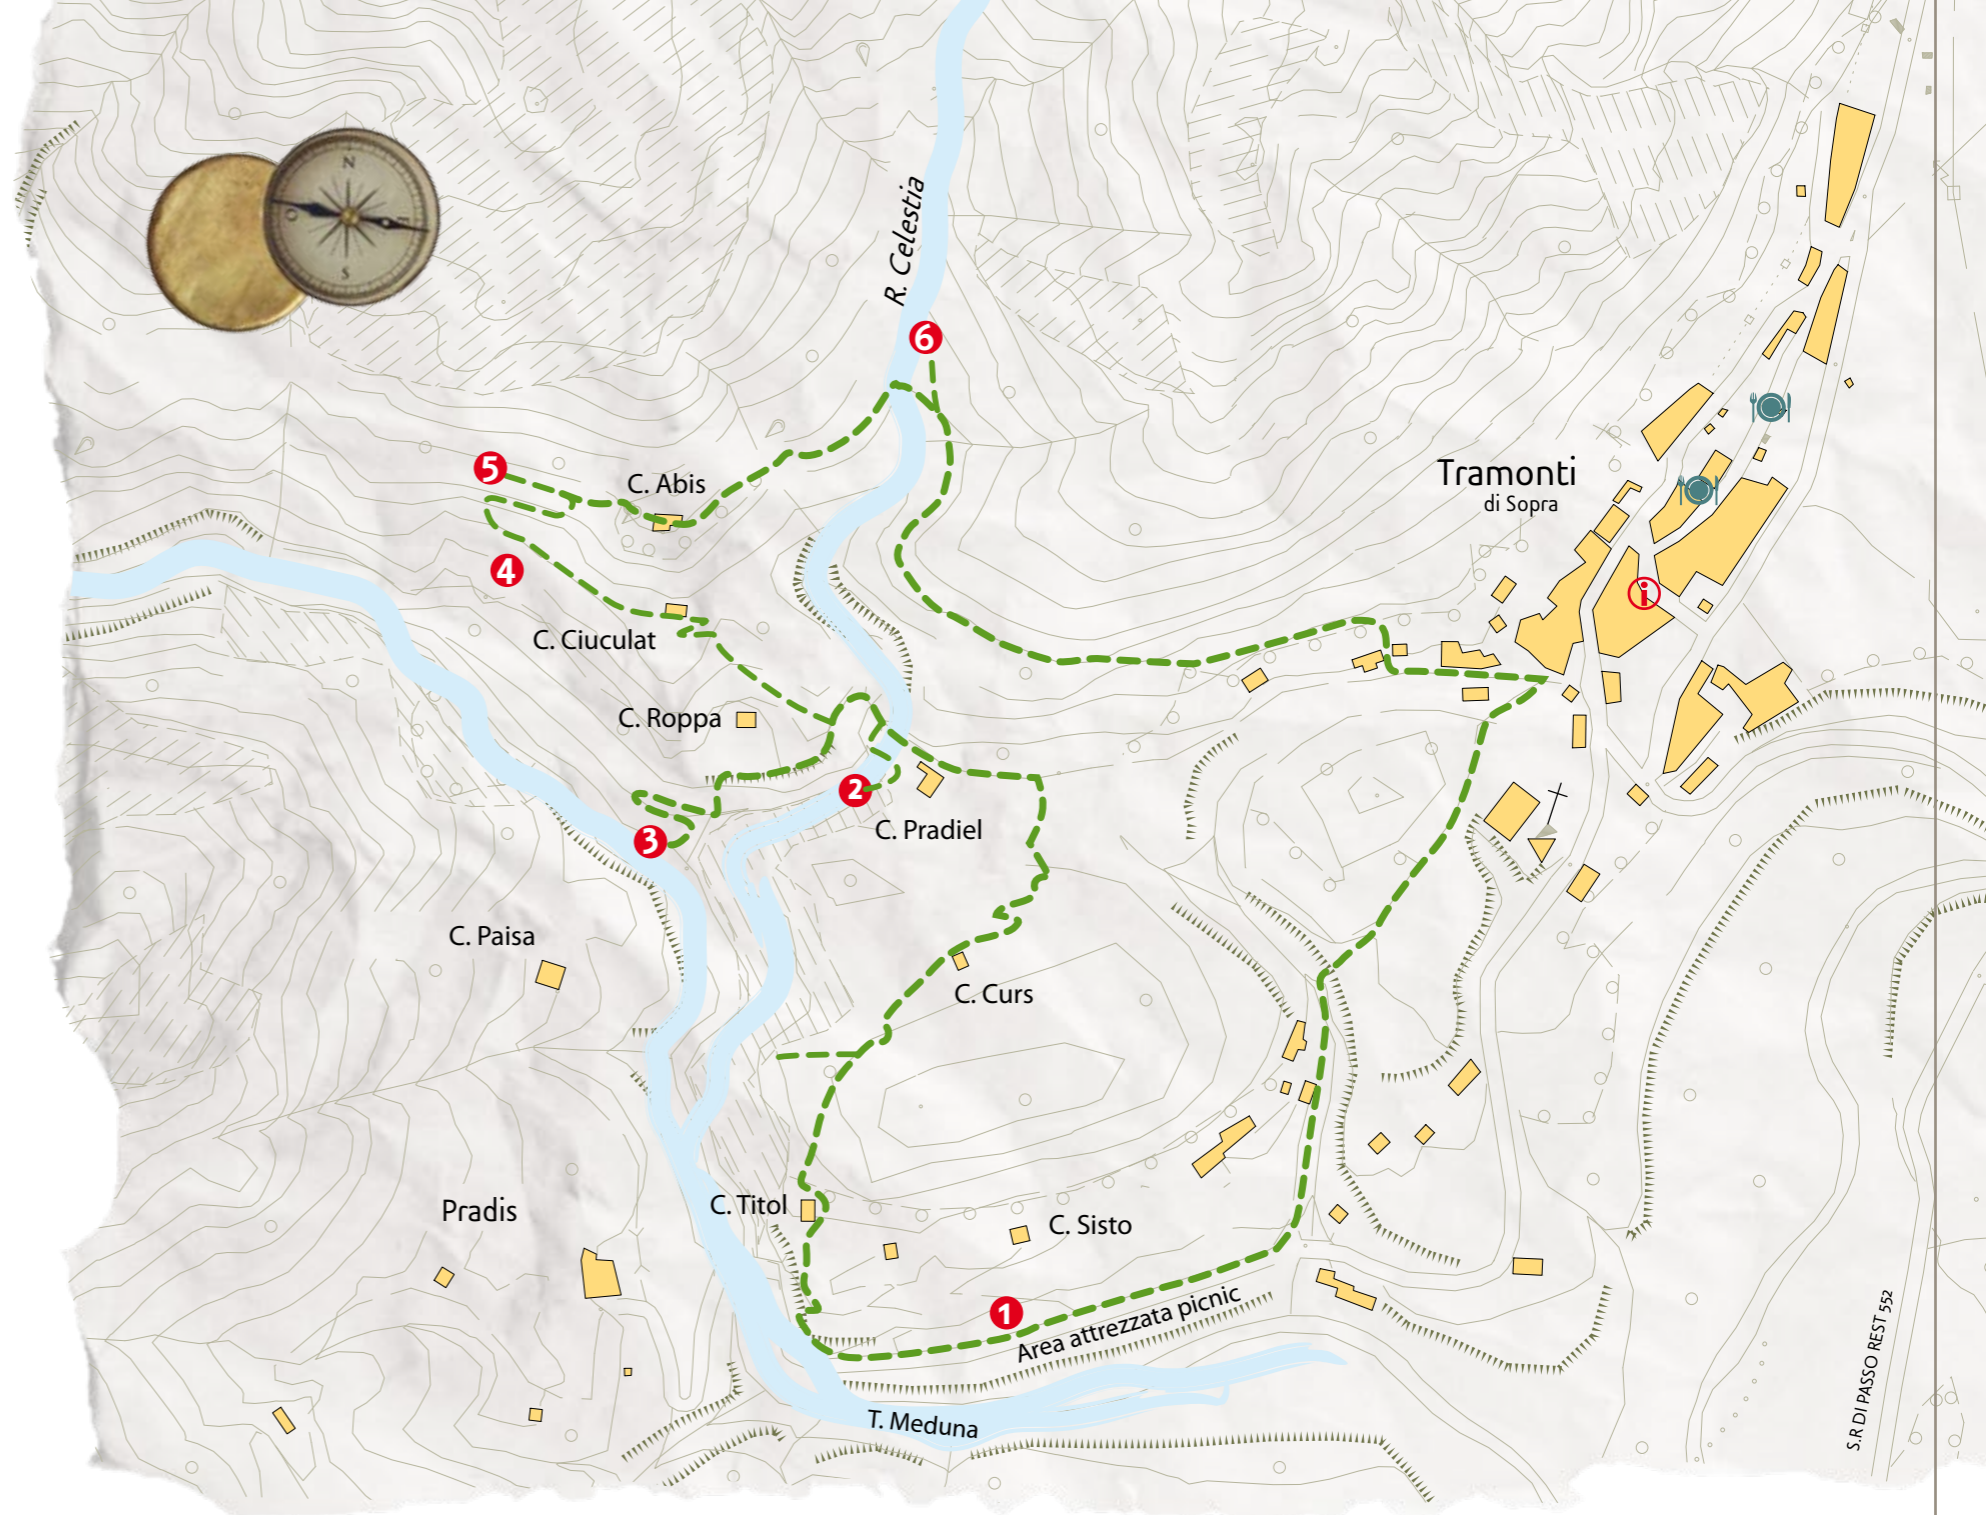 N
O
E
S
R. Celestia
6
5
C. Abis
Tramonti
di Sopra
4
i
C. Ciuculat
C. Roppa
2
C. Pradiel
3
C. Paisa
C. Curs
C. Titol
Pradis
C. Sisto
1
Area attrezzata picnic
S.R DI PASSO REST 552
T. Meduna